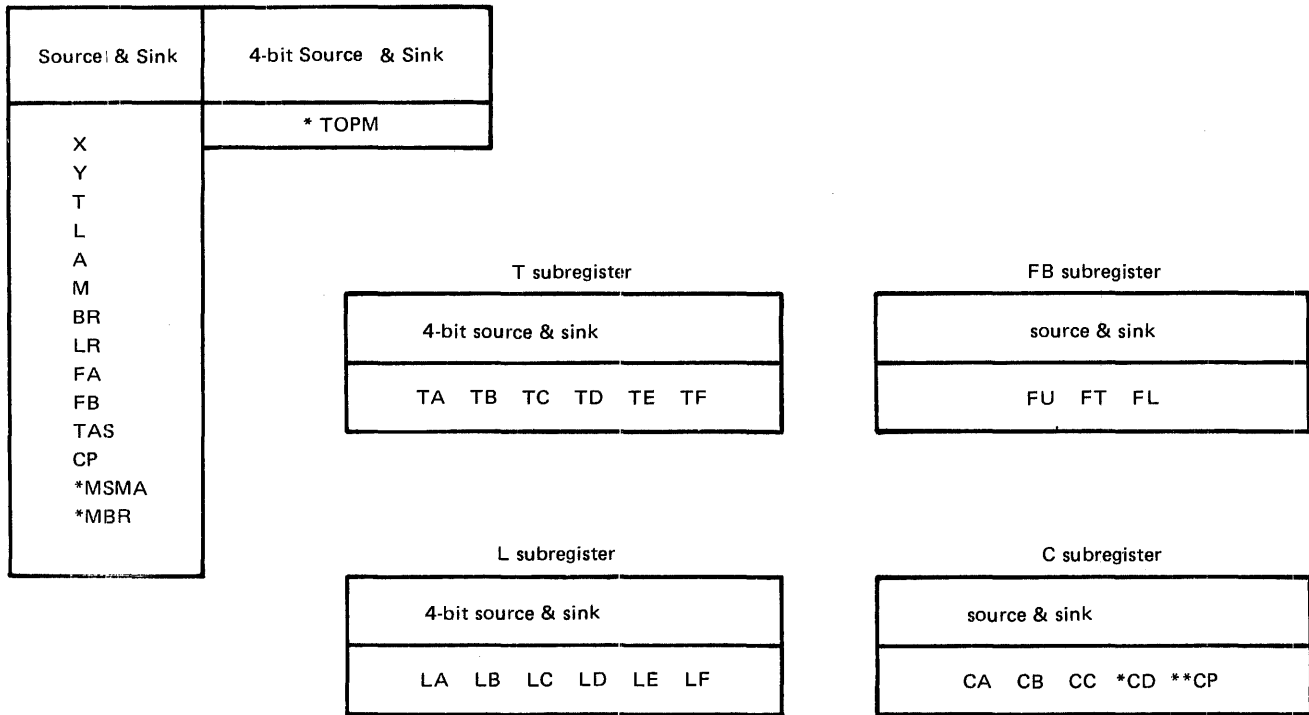 Source & Sink
4-bit Source & Sink
* TOPM
X
Y
T
L
A
M
BR
LR
FA
FB
TAS
CP
*MSMA
*MBR
T subregister
4-bit source & sink
TA TB TC TD TE TF
FB subregister
source & sink
FU FT FL
L subregister
4-bit source & sink
LA LB LC LD LE LF
C subregister
source & sink
CA CB CC *CD **CP